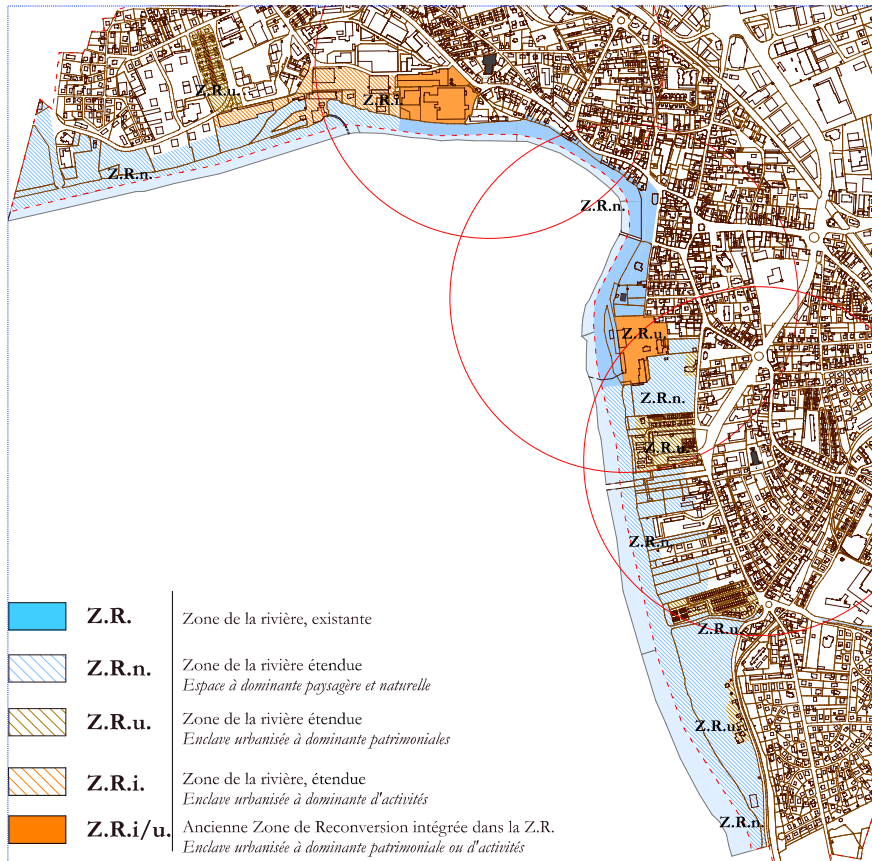 Z.R.u.
Z.R.i.
Z.R.n.
Z.R.n.
Z.R.u.
Z.R.n.
Z.R.u.
Z.R.n.
Z.R.u.
Z.R.u.
Z.R.n.
Z.R. Zone de la rivière, existante
Z.R.n. Zone de la rivière étendue
Espace à dominante paysagère et naturelle
Z.R.u. Zone de la rivière étendue
Enclave urbanisée à dominante patrimoniales
Z.R.i. Zone de la rivière, étendue
Enclave urbanisée à dominante d'activités
Z.R.i/u. Ancienne Zone de Reconversion intégrée dans la Z.R.
Enclave urbanisée à dominante patrimoniale ou d'activités